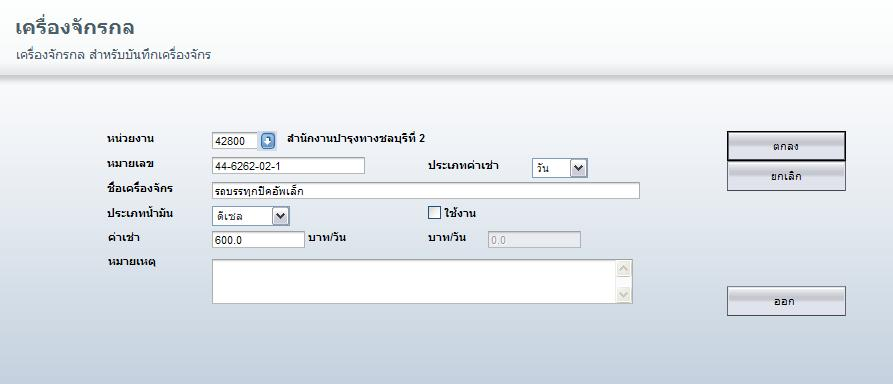 เครื่องจักรกล
เครื่องจักรกล สำหรับบันทึกเครื่องจักร
หน่วยงาน 42800 สำนักงานบำรุงทางชลบุรีที่ 2
ตกลง
หมายเลข 44-6262-02-1 ประเภทค่าเช่า วัน
ยกเลิก
ชื่อเครื่องจักร รถบรรทุกปิคอัพเล็ก
ประเภทน้ำมัน ดีเซล ใช้งาน
ค่าเช่า 600.0 บาท/วัน บาท/วัน 0.0
หมายเหตุ
ออก